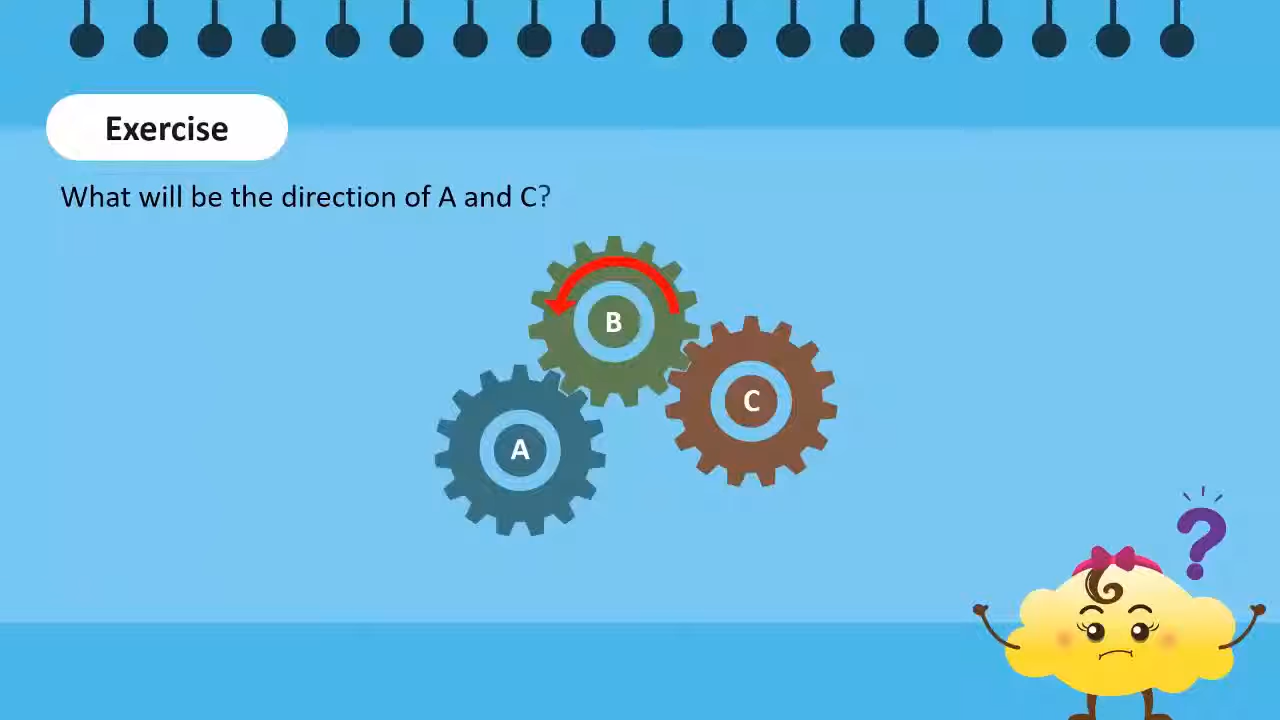 Exercise
What will be the direction of A and C?
B
C
A
?